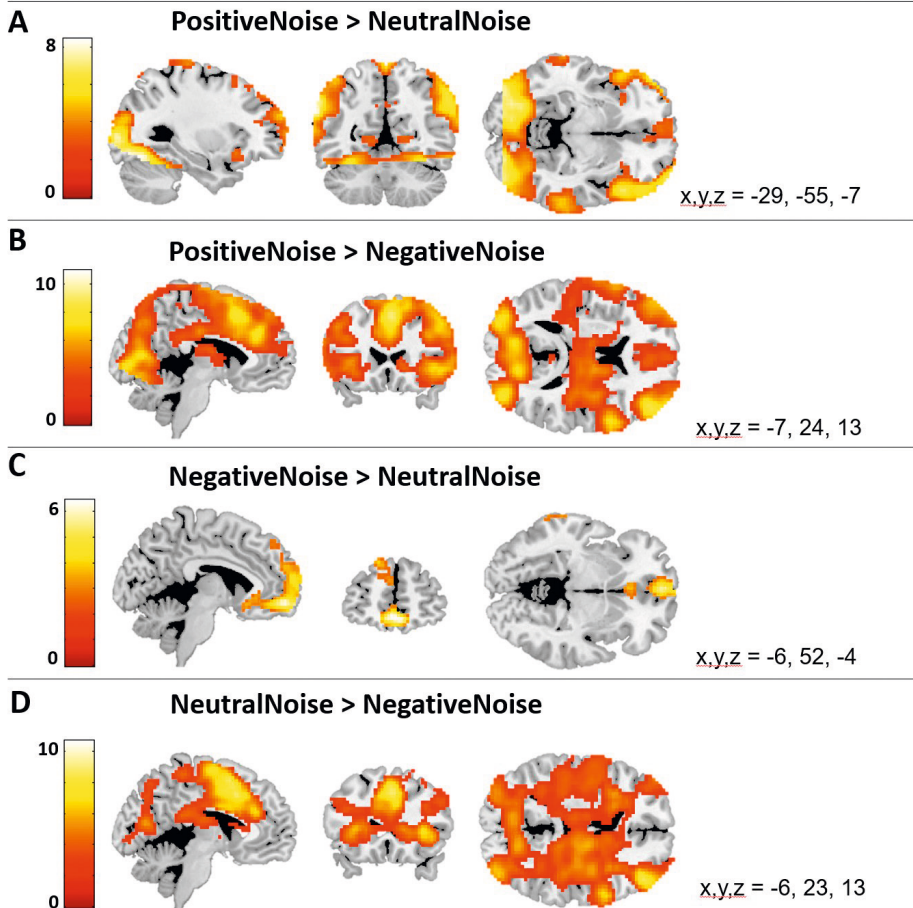 A
PositiveNoise > NeutralNoise
8
0
x,y,z = -29, -55, -7
B
PositiveNoise > NegativeNoise
10
0
x,y,z = -7, 24, 13
C
NegativeNoise > NeutralNoise
6
0
x,y,z = -6, 52, -4
D
NeutralNoise > NegativeNoise
10
0
x,y,z = -6, 23, 13